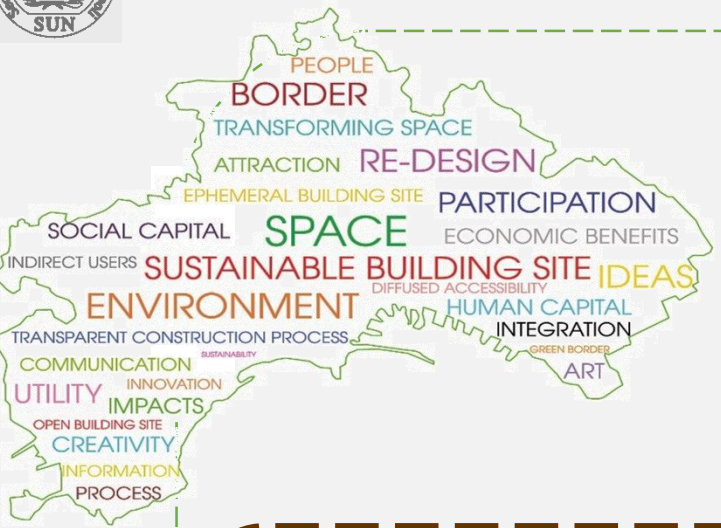 SUN
PEOPLE
BORDER
TRANSFORMING SPACE
ATTRACTION RE-DESIGN
EPHEMERAL BUILDING SITE PARTICIPATION
SOCIAL CAPITAL SPACE ECONOMIC BENEFITS
INDIRECT USERS SUSTAINABLE BUILDING SITE IDEAS
DIFFUSED ACCESSIBILITY
ENVIRONMENT HUMAN CAPITAL
TRANSPARENT CONSTRUCTION PROCESS INTEGRATION
SUSTAINABILITY GREEN BORDER
COMMUNICATION ART
UTILITY INNOVATION
IMPACTS
OPEN BUILDING SITE
CREATIVITY
INFORMATION
PROCESS